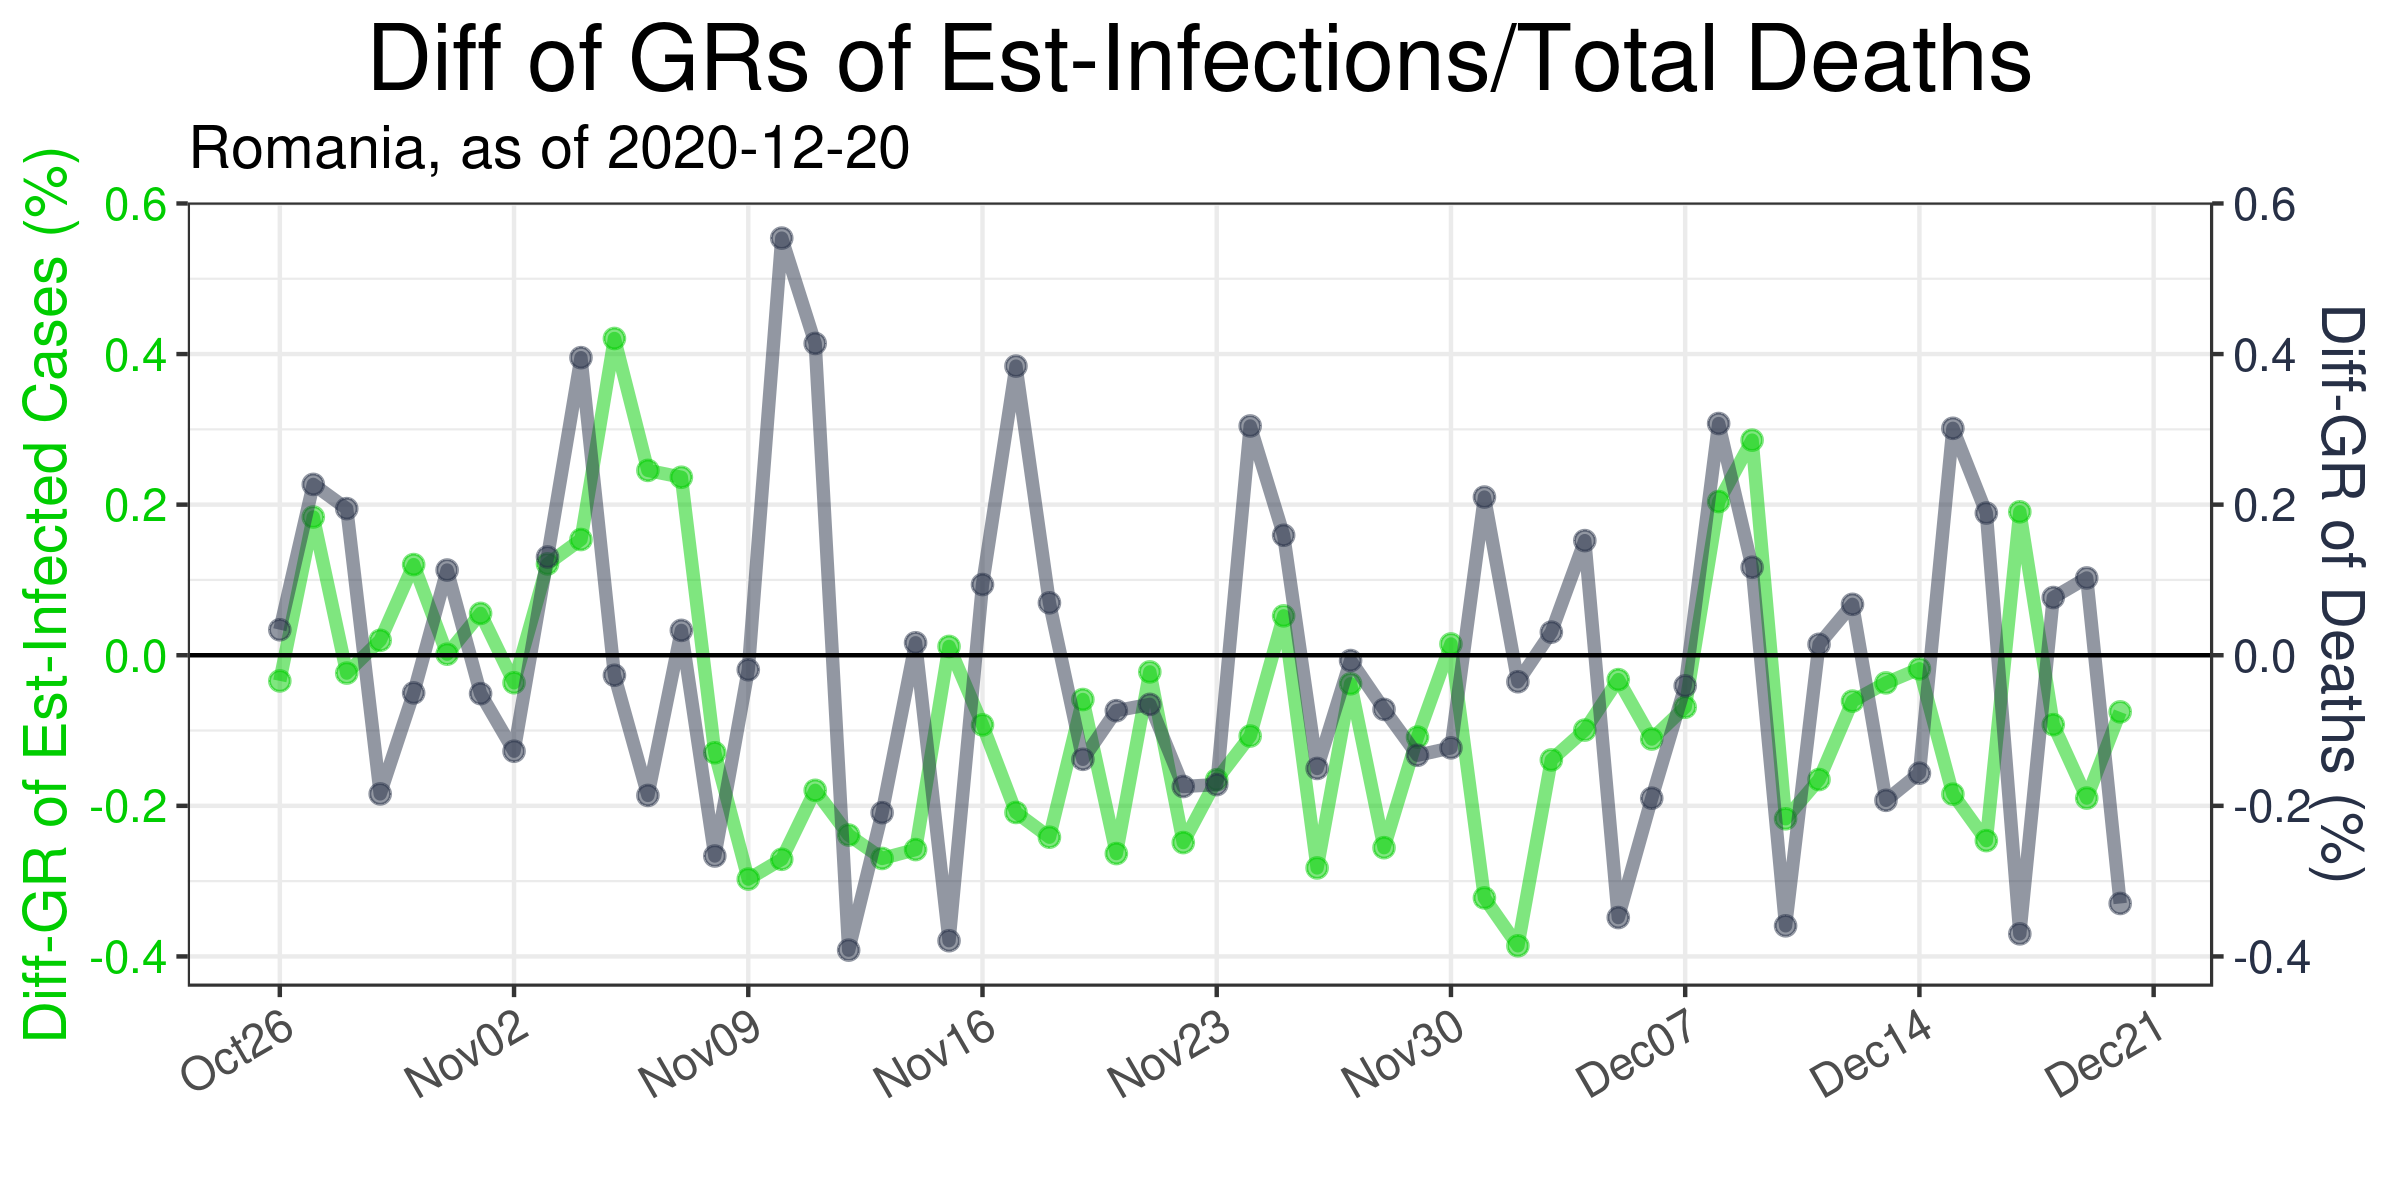 Diff of GRs of Est-Infections/Total Deaths
Romania, as of 2020-12-20
Diff-GR of Est-Infected Cases (%)
0.6
0.4
0.2
0.0
-0.2
-0.4
0.6
0.4
0.2
0.0
-0.2
-0.4
Diff-GR of Deaths (%)
Oct26
Nov02
Nov09
Nov16
Nov23
Nov30
Dec07
Dec14
Dec21